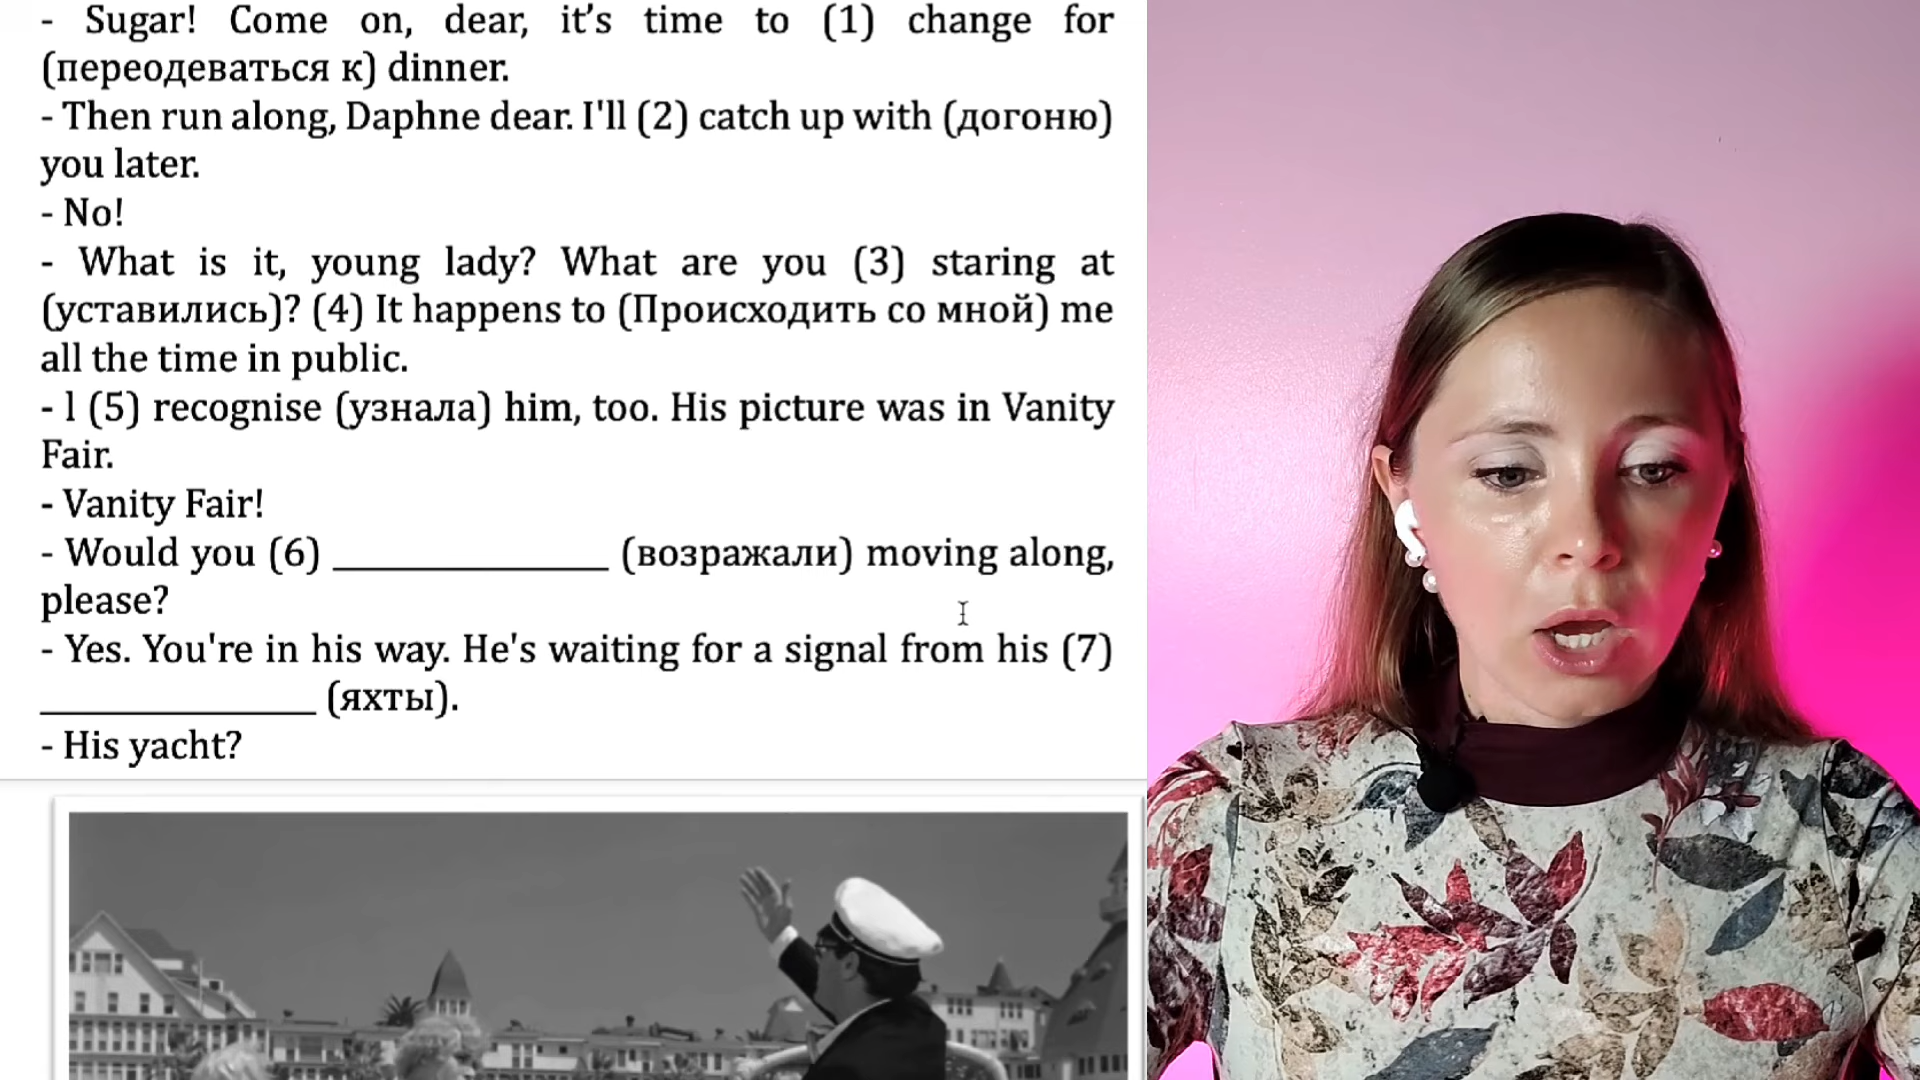 - Sugar! Come on, dear, it's time to (1) change for
(переодеваться к) dinner.
- Then run along, Daphne dear. I'll (2) catch up with (догоню)
you later.
- No!
- What is it, young lady? What are you (3) staring at
(уставились)? (4) It happens to (Происходить со мной) me
all the time in public.
- l (5) recognise (узнала) him, too. His picture was in Vanity
Fair.
- Vanity Fair!
- Would you (6) ______________ (возражали) moving along,
please?
- Yes. You're in his way. He's waiting for a signal from his (7)
______________ (яхты).
- His yacht?